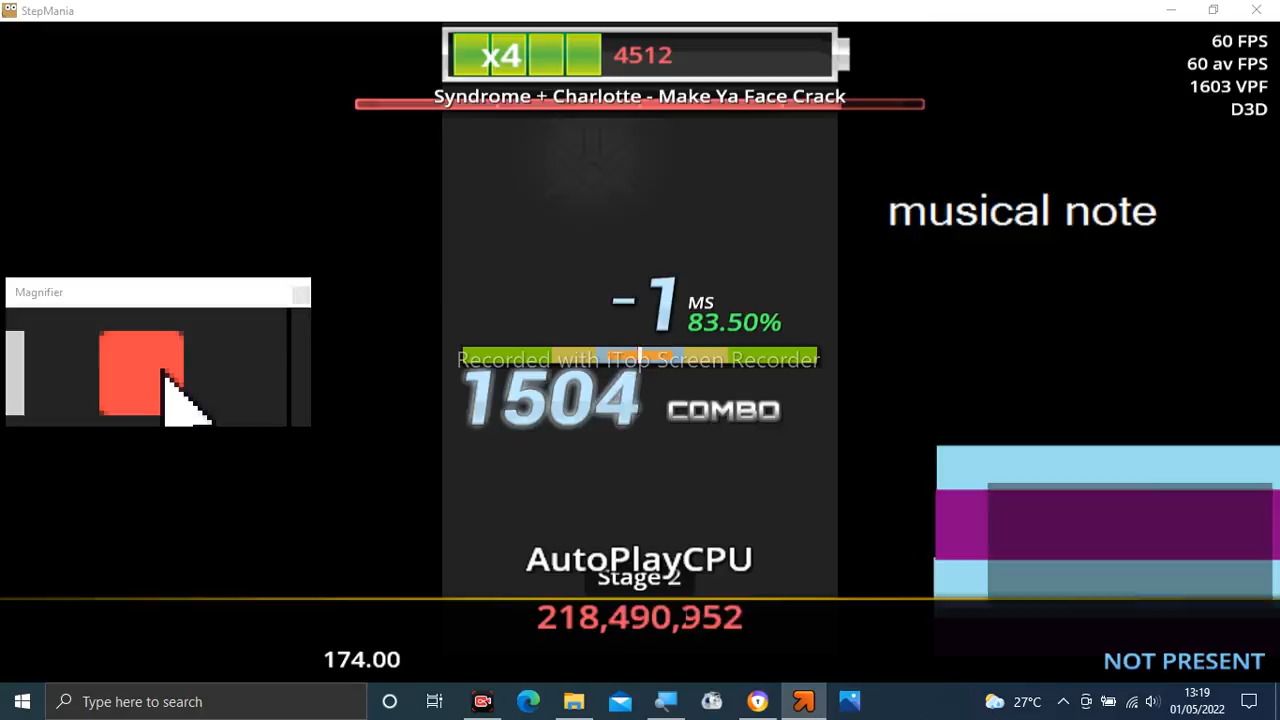 StepMania
x4
4512
60 FPS
60 av FPS
1603 VPF
D3D
Syndrome + Charlotte - Make Ya Face Crack
musical note
Magnifier
-1 MS
83.50%
Recorded with iTop Screen Recorder
1504 COMBO
AutoPlayCPU
Stage 2
218,490,952
174.00
NOT PRESENT
Type here to search
27°C
13:19
01/05/2022